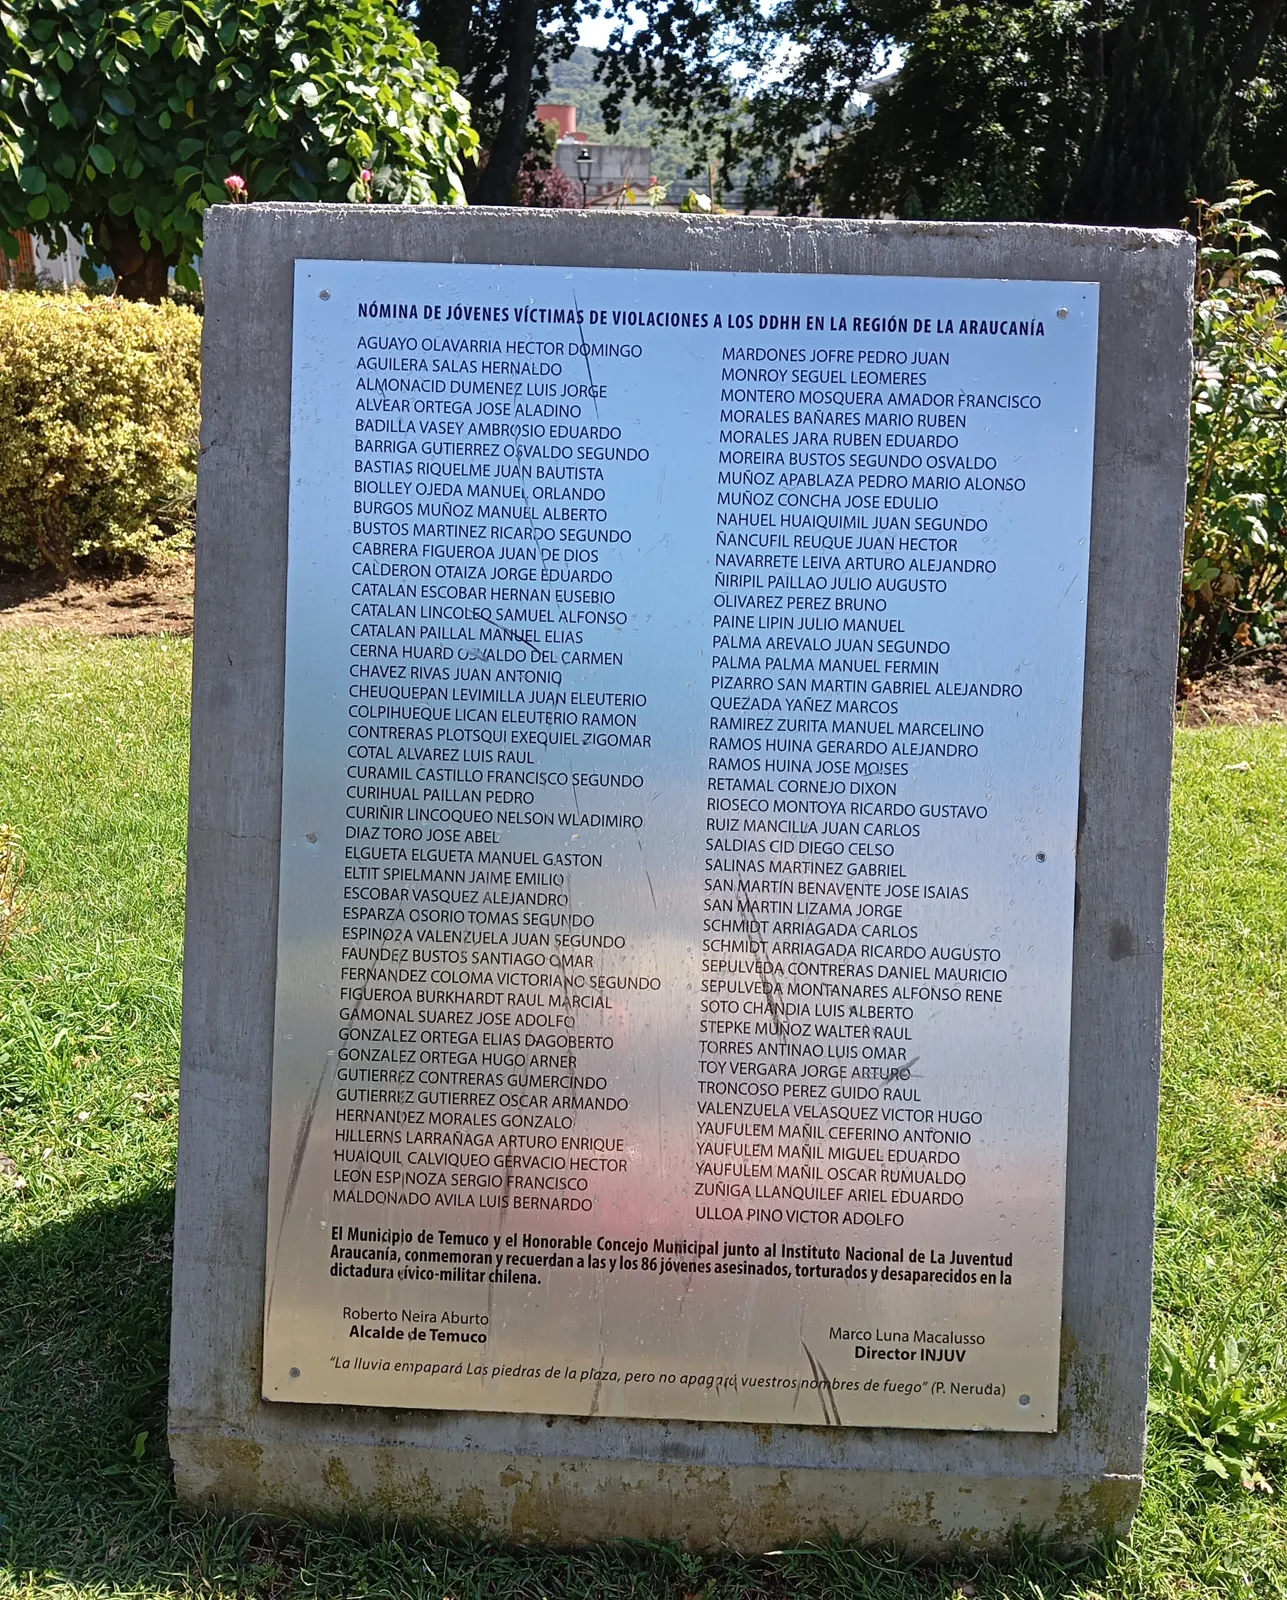 NÓMINA DE JÓVENES VÍCTIMAS DE VIOLACIONES A LOS DDHH EN LA REGIÓN DE LA ARAUCANÍA
AGUAYO OLAVARRIA HECTOR DOMINGO
AGUILERA SALAS HERNALDO
ALMONACID DUMENEZ LUIS JORGE
ALVEAR ORTEGA JOSE ALADINO
BADILLA VASEY AMBROSIO EDUARDO
BARRIGA GUTIERREZ OSVALDO SEGUNDO
BASTIAS RIQUELME JUAN BAUTISTA
BIOLLEY OJEDA MANUEL ORLANDO
BURGOS MUÑOZ MANUEL ALBERTO
BUSTOS MARTINEZ RICARDO SEGUNDO
CABRERA FIGUEROA JUAN DE DIOS
CALDERON OTAIZA JORGE EDUARDO
CATALAN ESCOBAR HERNAN EUSEBIO
CATALAN LINCOLEO SAMUEL ALFONSO
CATALAN PAILLAL MANUEL ELIAS
CERNA HUARD OSVALDO DEL CARMEN
CHAVEZ RIVAS JUAN ANTONIO
CHEUQUEPAN LEVIMILLA JUAN ELEUTERIO
COLPIHUEQUE LICAN ELEUTERIO RAMON
CONTRERAS PLOTSQUI EXEQUIEL ZIGOMAR
COTAL ALVAREZ LUIS RAUL
CURAMIL CASTILLO FRANCISCO SEGUNDO
CURIHUAL PAILLAN PEDRO
CURIÑIR LINCOQUEO NELSON WLADIMIRO
DIAZ TORO JOSE ABEL
ELGUETA ELGUETA MANUEL GASTON
ELTIT SPIELMANN JAIME EMILIO
ESCOBAR VASQUEZ ALEJANDRO
ESPARZA OSORIO TOMAS SEGUNDO
ESPINOZA VALENZUELA JUAN SEGUNDO
FAUNDEZ BUSTOS SANTIAGO OMAR
FERNANDEZ COLOMA VICTORIANO SEGUNDO
FIGUEROA BURKHARDT RAUL MARCIAL
GAMONAL SUAREZ JOSE ADOLFO
GONZALEZ ORTEGA ELIAS DAGOBERTO
GONZALEZ ORTEGA HUGO ARNER
GUTIERREZ CONTRERAS GUMERCINDO
GUTIERREZ GUTIERREZ OSCAR ARMANDO
HERNANDEZ MORALES GONZALO
HILLERNS LARRAÑAGA ARTURO ENRIQUE
HUAIQUIL CALVIQUEO GERVACIO HECTOR
LEON ESPINOZA SERGIO FRANCISCO
MALDONADO AVILA LUIS BERNARDO
MARDONES JOFRE PEDRO JUAN
MONROY SEGUEL LEOMERES
MONTERO MOSQUERA AMADOR FRANCISCO
MORALES BAÑARES MARIO RUBEN
MORALES JARA RUBEN EDUARDO
MOREIRA BUSTOS SEGUNDO OSVALDO
MUÑOZ APABLAZA PEDRO MARIO ALONSO
MUÑOZ CONCHA JOSE EDULIO
NAHUEL HUAIQUIMIL JUAN SEGUNDO
ÑANCUFIL REUQUE JUAN HECTOR
NAVARRETE LEIVA ARTURO ALEJANDRO
ÑIRIPIL PAILLAO JULIO AUGUSTO
OLIVAREZ PEREZ BRUNO
PAINE LIPIN JULIO MANUEL
PALMA AREVALO JUAN SEGUNDO
PALMA PALMA MANUEL FERMIN
PIZARRO SAN MARTIN GABRIEL ALEJANDRO
QUEZADA YAÑEZ MARCOS
RAMIREZ ZURITA MANUEL MARCELINO
RAMOS HUINA GERARDO ALEJANDRO
RAMOS HUINA JOSE MOISES
RETAMAL CORNEJO DIXON
RIOSECO MONTOYA RICARDO GUSTAVO
RUIZ MANCILLA JUAN CARLOS
SALDIAS CID DIEGO CELSO
SALINAS MARTINEZ GABRIEL
SAN MARTÍN BENAVENTE JOSE ISAIAS
SAN MARTIN LIZAMA JORGE
SCHMIDT ARRIAGADA CARLOS
SCHMIDT ARRIAGADA RICARDO AUGUSTO
SEPULVEDA CONTRERAS DANIEL MAURICIO
SEPULVEDA MONTANARES ALFONSO RENE
SOTO CHANDIA LUIS ALBERTO
STEPKE MUÑOZ WALTER RAUL
TORRES ANTINAO LUIS OMAR
TOY VERGARA JORGE ARTURO
TRONCOSO PEREZ GUIDO RAUL
VALENZUELA VELASQUEZ VICTOR HUGO
YAUFULEM MAÑIL CEFERINO ANTONIO
YAUFULEM MAÑIL MIGUEL EDUARDO
YAUFULEM MAÑIL OSCAR RUMUALDO
ZUÑIGA LLANQUILEF ARIEL EDUARDO
ULLOA PINO VICTOR ADOLFO
El Municipio de Temuco y el Honorable Concejo Municipal junto al Instituto Nacional de La Juventud
Araucanía, conmemoran y recuerdan a las y los 86 jóvenes asesinados, torturados y desaparecidos en la
dictadura cívico-militar chilena.
Roberto Neira Aburto
Alcalde de Temuco
Marco Luna Macalusso
Director INJUV
"La lluvia empapará Las piedras de la plaza, pero no apagará vuestros nombres de fuego" (P. Neruda)